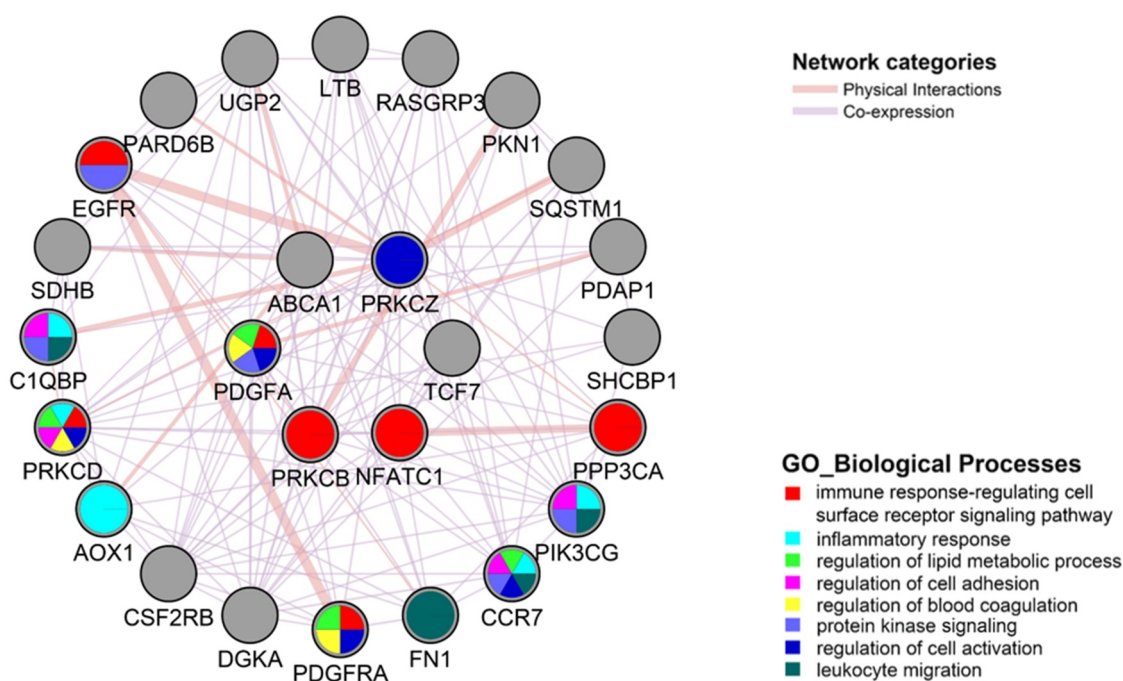 LTB
UGP2
RASGRP3
PARD6B
PKN1
EGFR
SQSTM1
SDHB
ABCA1
PRKCZ
PDAP1
C1QBP
PDGFA
TCF7
SHCBP1
PRKCD
PRKCB
NFATC1
PPP3CA
AOX1
PIK3CG
CSF2RB
CCR7
DGKA
PDGFRA
FN1
Network categories
Physical Interactions
Co-expression
GO_Biological Processes
immune response-regulating cell
surface receptor signaling pathway
inflammatory response
regulation of lipid metabolic process
regulation of cell adhesion
regulation of blood coagulation
protein kinase signaling
regulation of cell activation
leukocyte migration